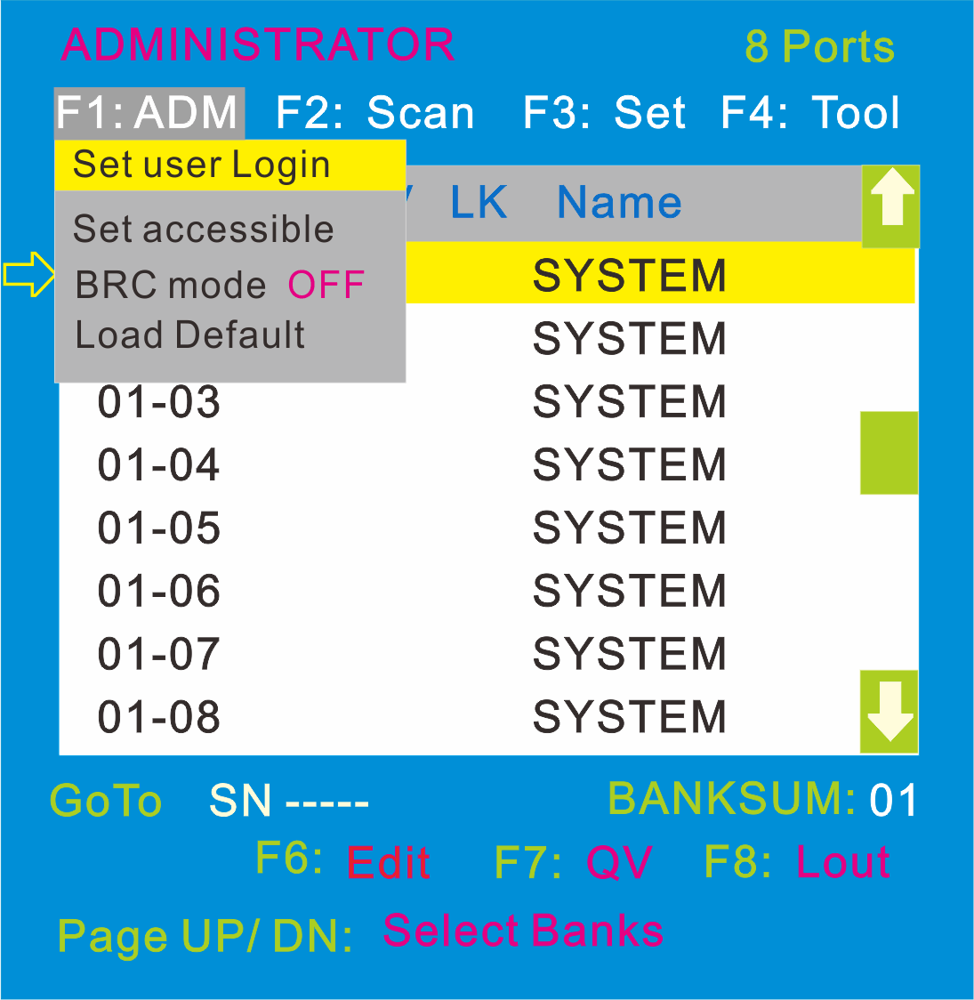 ADMINISTRATOR 8 Ports
F1: ADM F2: Scan F3: Set F4: Tool
Set user Login
LK Name
Set accessible
BRC mode OFF SYSTEM
Load Default SYSTEM
01-03 SYSTEM
01-04 SYSTEM
01-05 SYSTEM
01-06 SYSTEM
01-07 SYSTEM
01-08 SYSTEM
GoTo SN ----- BANKSUM: 01
F6: Edit F7: QV F8: Lout
Page UP/ DN: Select Banks